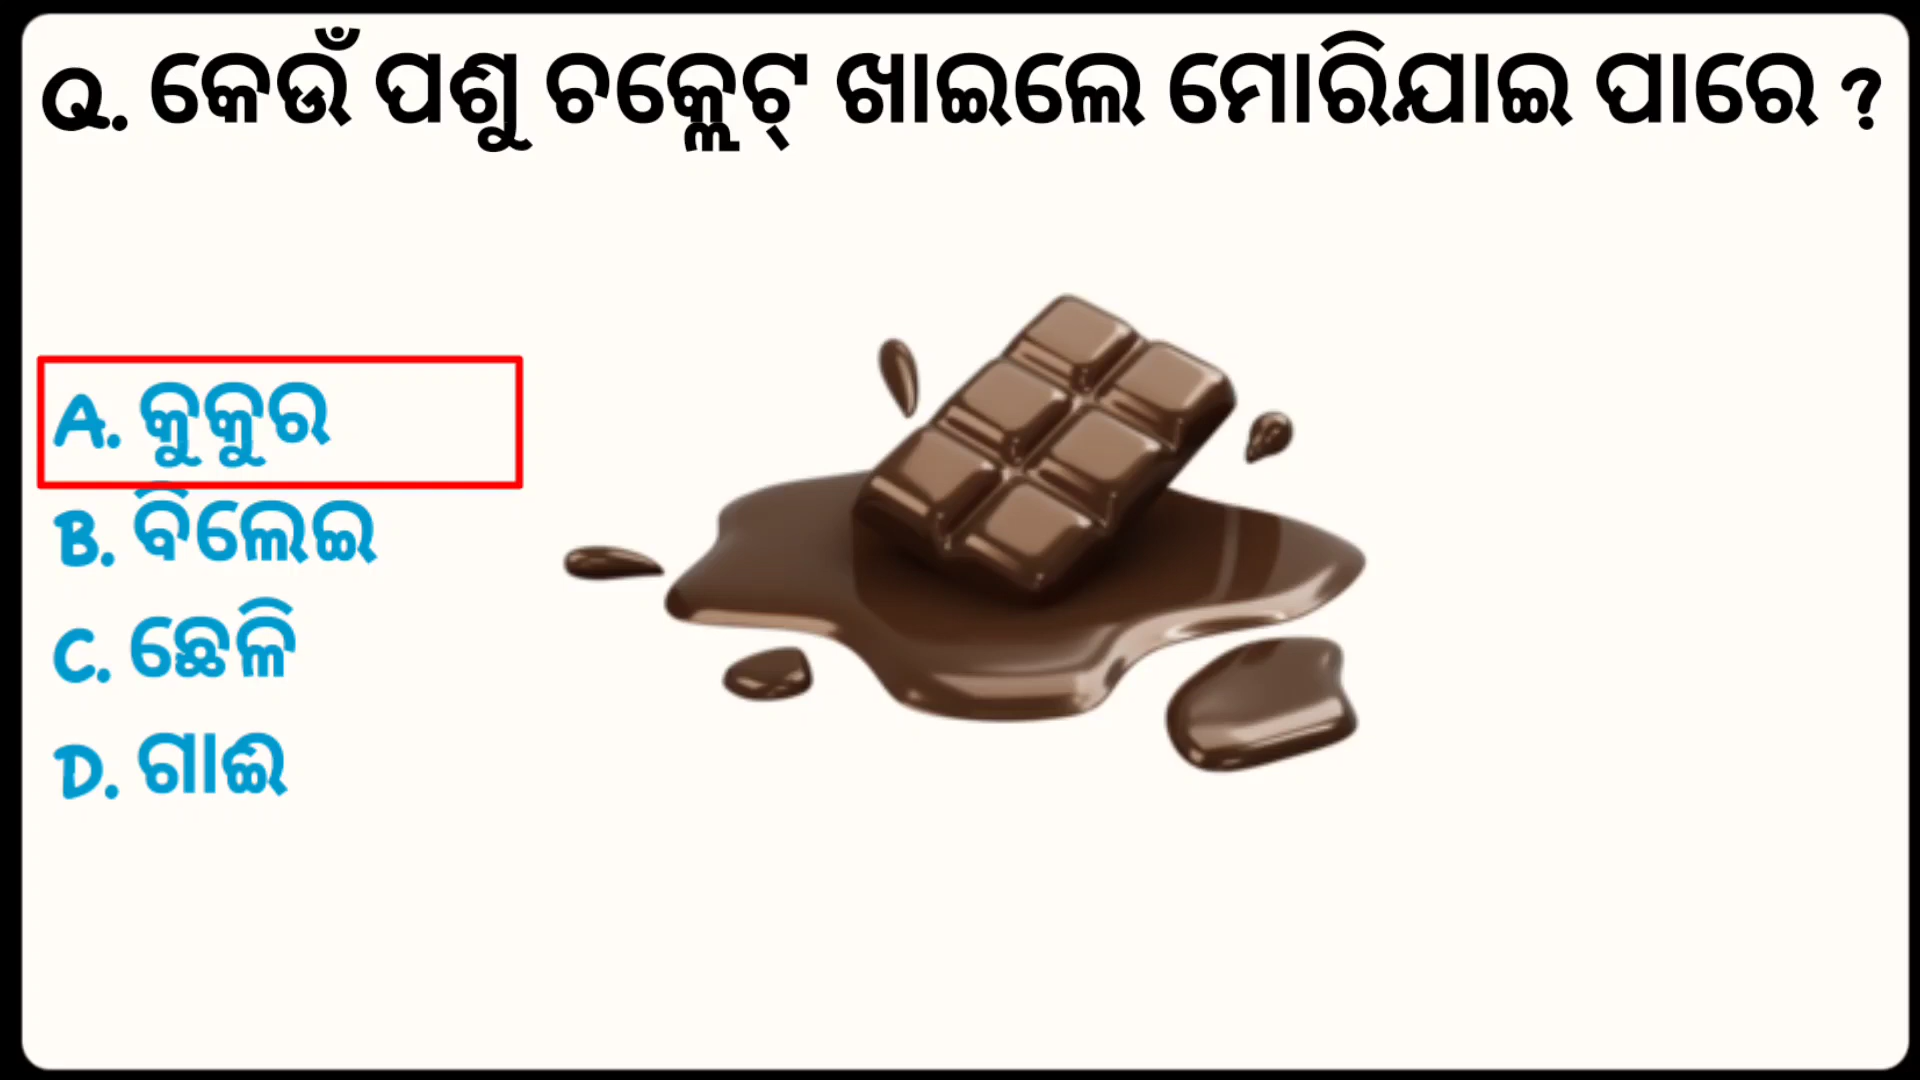 Q. କେଉଁ ପଶୁ ଚକ୍ଲେଟ୍ ଖାଇଲେ ମୋରିଯାଇ ପାରେ ?
A. କୁକୁର
B. ବିଲେଇ
C. ଛେଳି
D. ଗାଈ